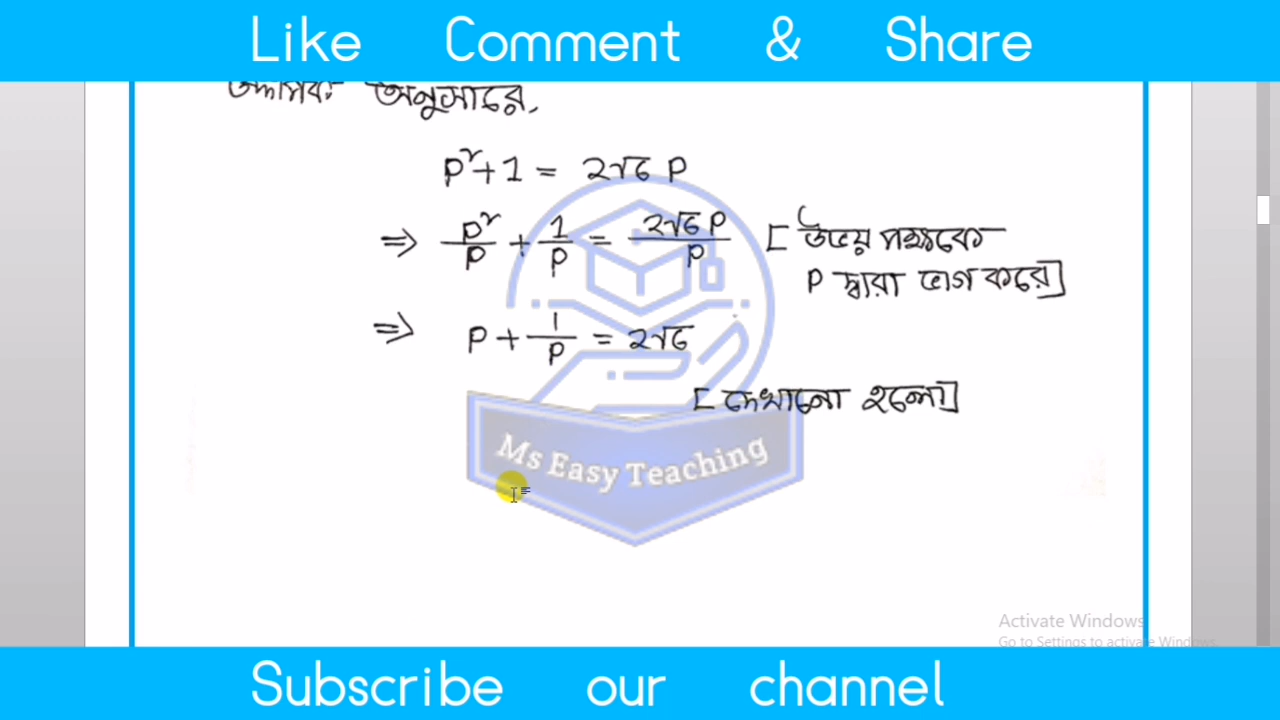 Like Comment & Share
উদ্দীপক অনুসারে,
p²+1 = 2√6 p
⇒ p²/p + 1/p = 2√6 p/p [উভয় পক্ষকে
p দ্বারা ভাগ করে]
⇒ p + 1/p = 2√6
[দেখানো হলো]
Ms Easy Teaching
Activate Windows
Go to Settings to activate Windows.
Subscribe our channel